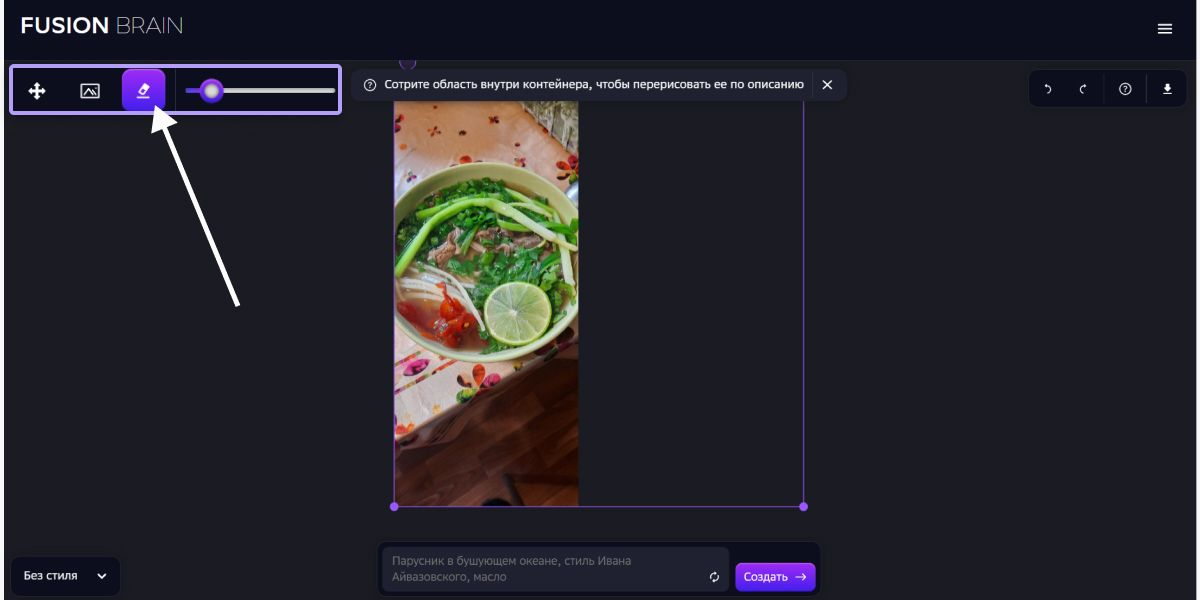 FUSION BRAIN
Сотрите область внутри контейнера, чтобы перерисовать ее по описанию
Без стиля
Парусник в бушующем океане, стиль Ивана
Айвазовского, масло
Создать